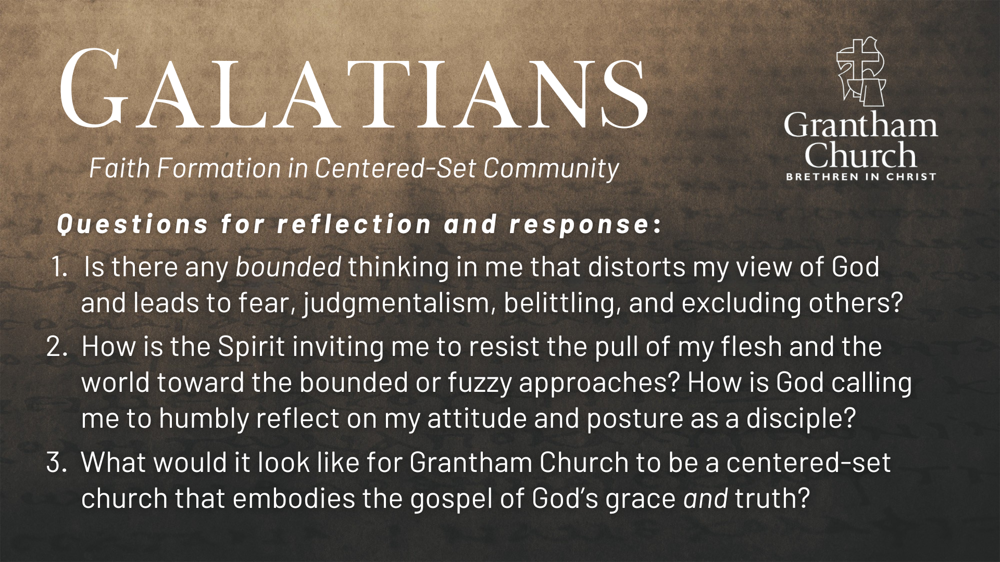 GALATIANS
Faith Formation in Centered-Set Community
Grantham
Church
BRETHREN IN CHRIST
Questions for reflection and response:
1. Is there any bounded thinking in me that distorts my view of God
and leads to fear, judgmentalism, belittling, and excluding others?
2. How is the Spirit inviting me to resist the pull of my flesh and the
world toward the bounded or fuzzy approaches? How is God calling
me to humbly reflect on my attitude and posture as a disciple?
3. What would it look like for Grantham Church to be a centered-set
church that embodies the gospel of God’s grace and truth?